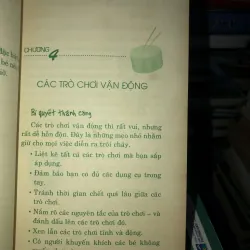 CHƯƠNG 4
CÁC TRÒ CHƠI VẬN ĐỘNG
Bí quyết thành công
Các trò chơi vận động thì rất vui, nhưng
rất dễ hỗn độn. Đây là những mẹo nhỏ nhằm
giữ cho mọi việc diễn ra trôi chảy.
• Liệt kê tất cả các trò chơi mà bạn sắp
áp dụng.
• Đảm bảo bạn có đủ các dụng cụ trong
tay.
• Tránh thời gian chết quá lâu giữa các
trò chơi.
• Nắm rõ các nguyên tắc của trò chơi – và
đánh dấu lên các trò chơi đó.
• Xen lẫn các trò chơi tĩnh và động.
• Có người khuyến khích các bé không